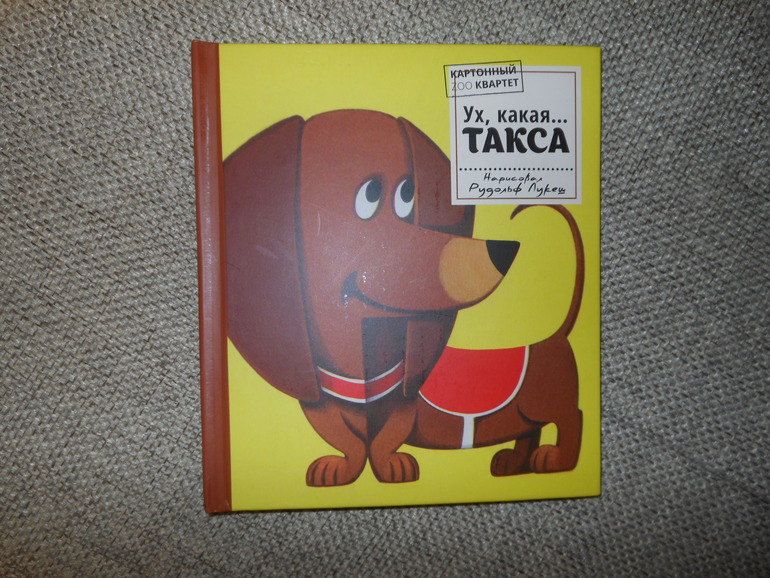 КАРТОННЫЙ
ZOO КВАРТЕТ
Ух, какая...
ТАКСА
Нарисовал
Рудольф Лукеш